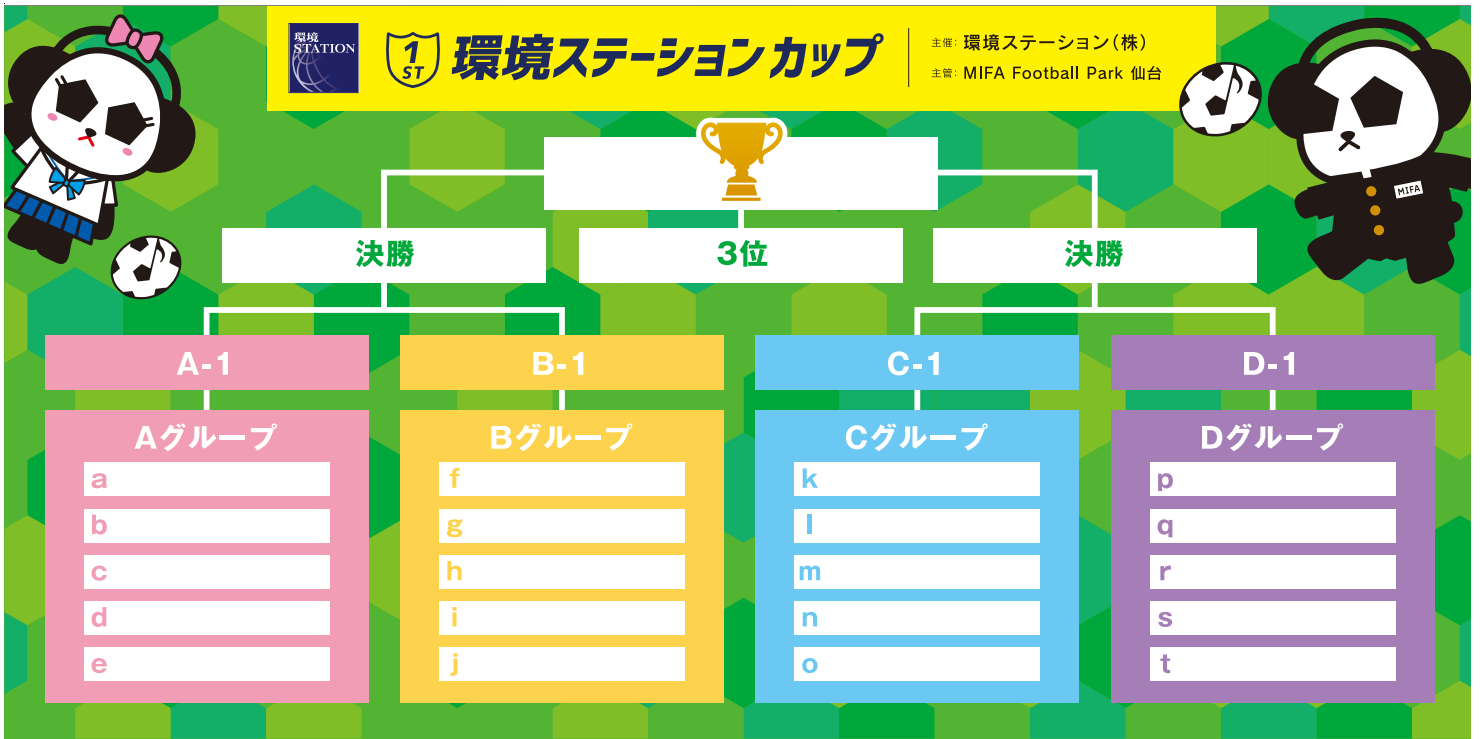 環境
STATION
1
ST
環境ステーションカップ
主催: 環境ステーション(株)
主管: MIFA Football Park 仙台
MIFA
決勝
3位
決勝
A-1
B-1
C-1
D-1
Aグループ
a
b
c
d
e
Bグループ
f
g
h
i
j
Cグループ
k
l
m
n
o
Dグループ
p
q
r
s
t